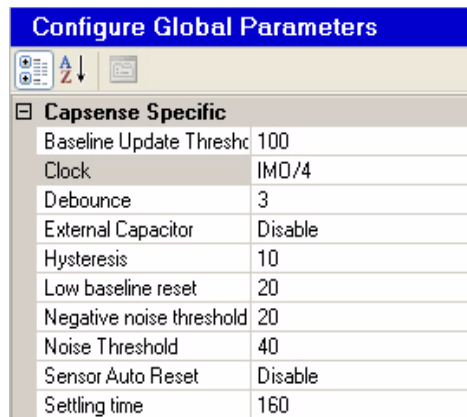 Configure Global Parameters
A Z
Capsense Specific
Baseline Update Thresho 100
Clock IMO/4
Debounce 3
External Capacitor Disable
Hysteresis 10
Low baseline reset 20
Negative noise threshold 20
Noise Threshold 40
Sensor Auto Reset Disable
Settling time 160